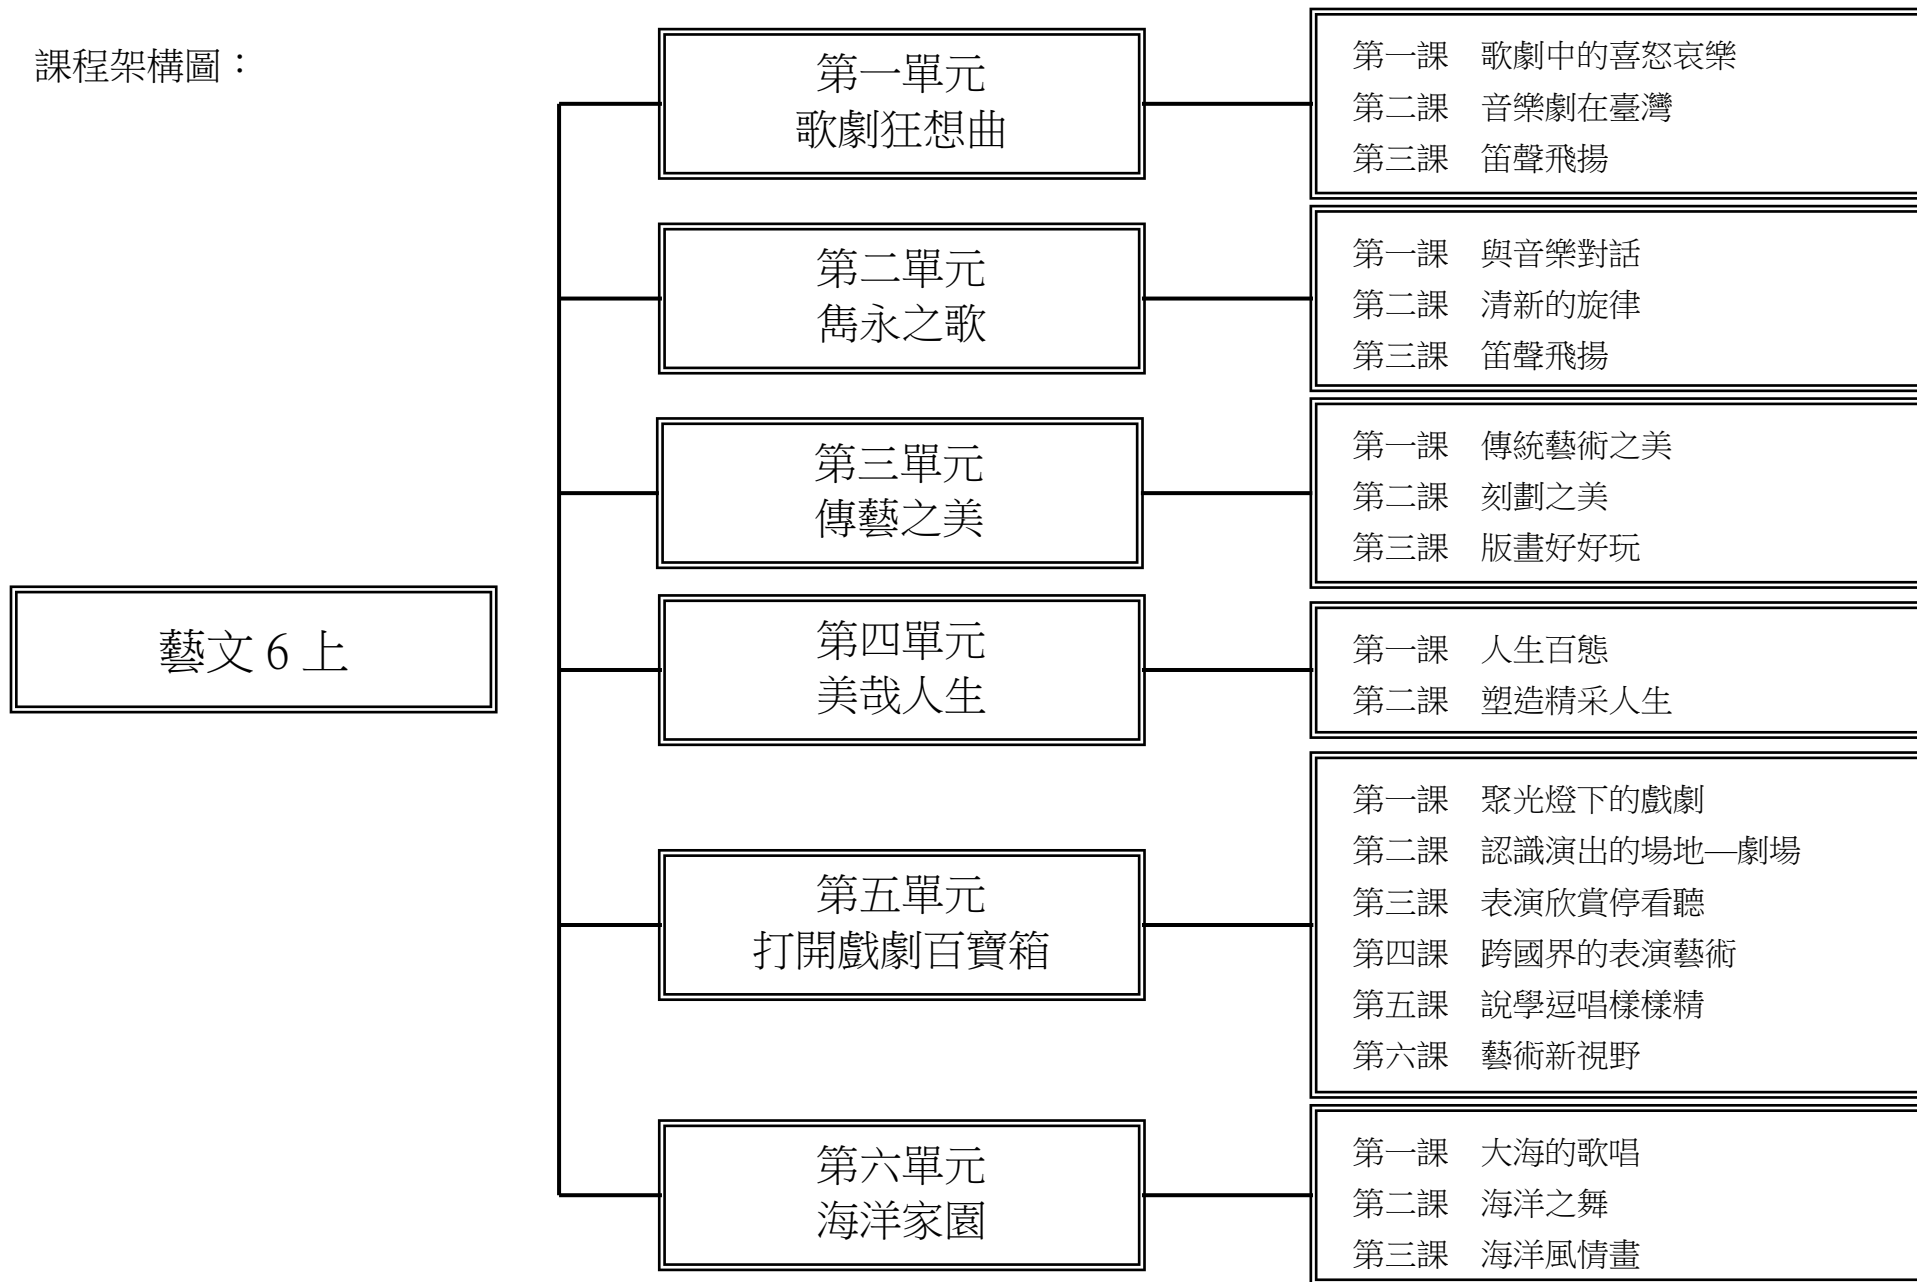 課程架構圖：
藝文 6 上
第一單元
歌劇狂想曲
第一課　歌劇中的喜怒哀樂
第二課　音樂劇在臺灣
第三課　笛聲飛揚
第二單元
雋永之歌
第一課　與音樂對話
第二課　清新的旋律
第三課　笛聲飛揚
第三單元
傳藝之美
第一課　傳統藝術之美
第二課　刻劃之美
第三課　版畫好好玩
第四單元
美哉人生
第一課　人生百態
第二課　塑造精采人生
第五單元
打開戲劇百寶箱
第一課　聚光燈下的戲劇
第二課　認識演出的場地—劇場
第三課　表演欣賞停看聽
第四課　跨國界的表演藝術
第五課　說學逗唱樣樣精
第六課　藝術新視野
第六單元
海洋家園
第一課　大海的歌唱
第二課　海洋之舞
第三課　海洋風情畫